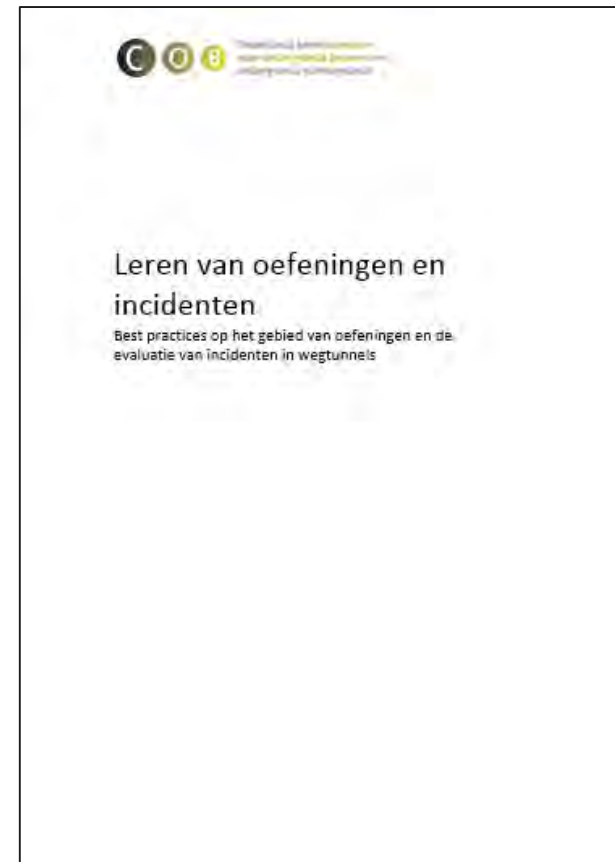 COB
Leren van oefeningen en
incidenten
Best practices op het gebied van oefeningen en de
evaluatie van incidenten in wegtunnels